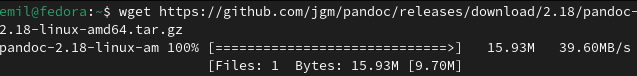 emil@fedora:~$ wget https://github.com/jgm/pandoc/releases/download/2.18/pandoc-
2.18-linux-amd64.tar.gz
pandoc-2.18-linux-am 100% [=============================>]   15.93M   39.60MB/s
                          [Files: 1  Bytes: 15.93M [9.70M]